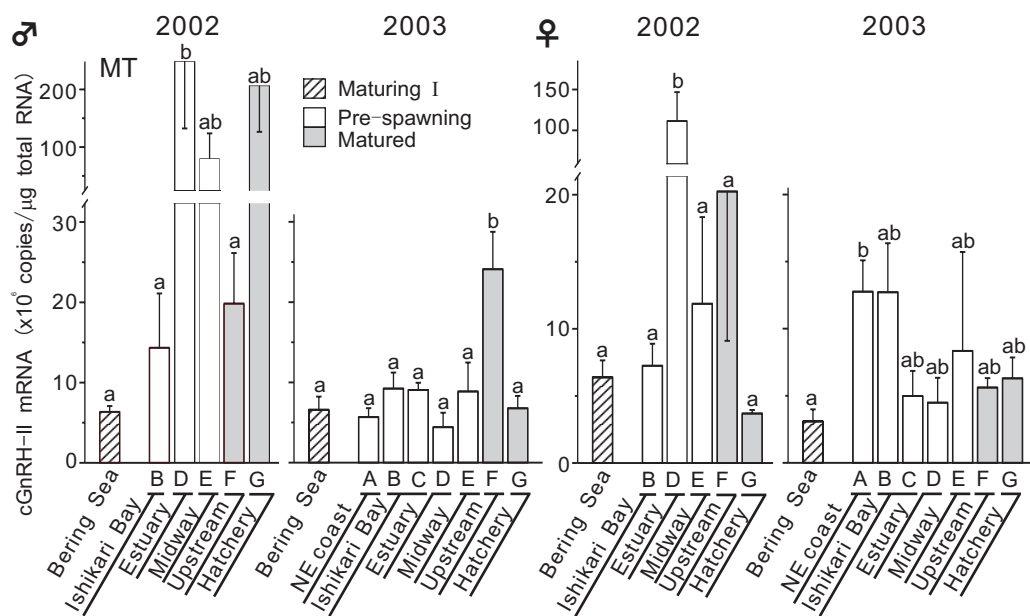 ♂ 2002 2003 ♀ 2002 2003
MT
Maturing I
Pre-spawning
Matured
cGnRH-II mRNA (x10⁶ copies/μg total RNA)
200
100
30
20
10
0
a a b ab a ab
a a a a a a b a
150
100
20
10
0
a a b a a a
a b ab ab ab ab ab ab
B D E F G
A B C D E F G
B D E F G
A B C D E F G
Bering Sea
Ishikari Bay
Estuary
Midway
Upstream
Hatchery
Bering Sea
NE coast
Ishikari Bay
Estuary
Midway
Upstream
Hatchery
Bering Sea
Ishikari Bay
Estuary
Midway
Upstream
Hatchery
Bering Sea
NE coast
Ishikari Bay
Estuary
Midway
Upstream
Hatchery